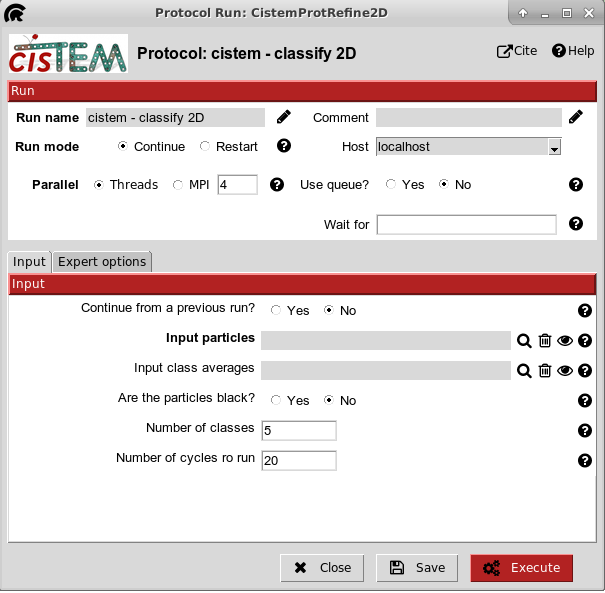 Protocol Run: CistemProtRefine2D
cisTEM
Protocol: cistem - classify 2D
Cite
Help
Run
Run name cistem - classify 2D Comment
Run mode Continue Restart Host localhost
Parallel Threads MPI 4 Use queue? Yes No
Wait for
Input Expert options
Input
Continue from a previous run? Yes No
Input particles
Input class averages
Are the particles black? Yes No
Number of classes 5
Number of cycles ro run 20
Close Save Execute